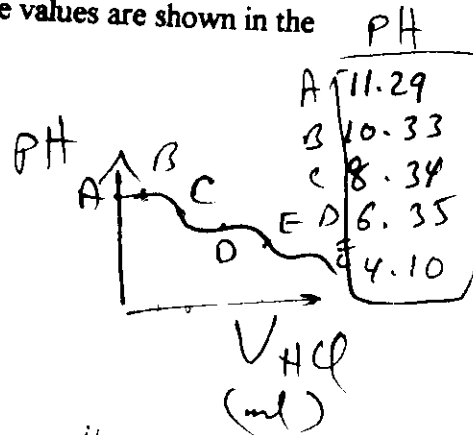 e values are shown in the
PH
A 11.29
B 10.33
C 8.34
D 6.35
E 4.10
PH
A B C D E
V HCl
(ml)